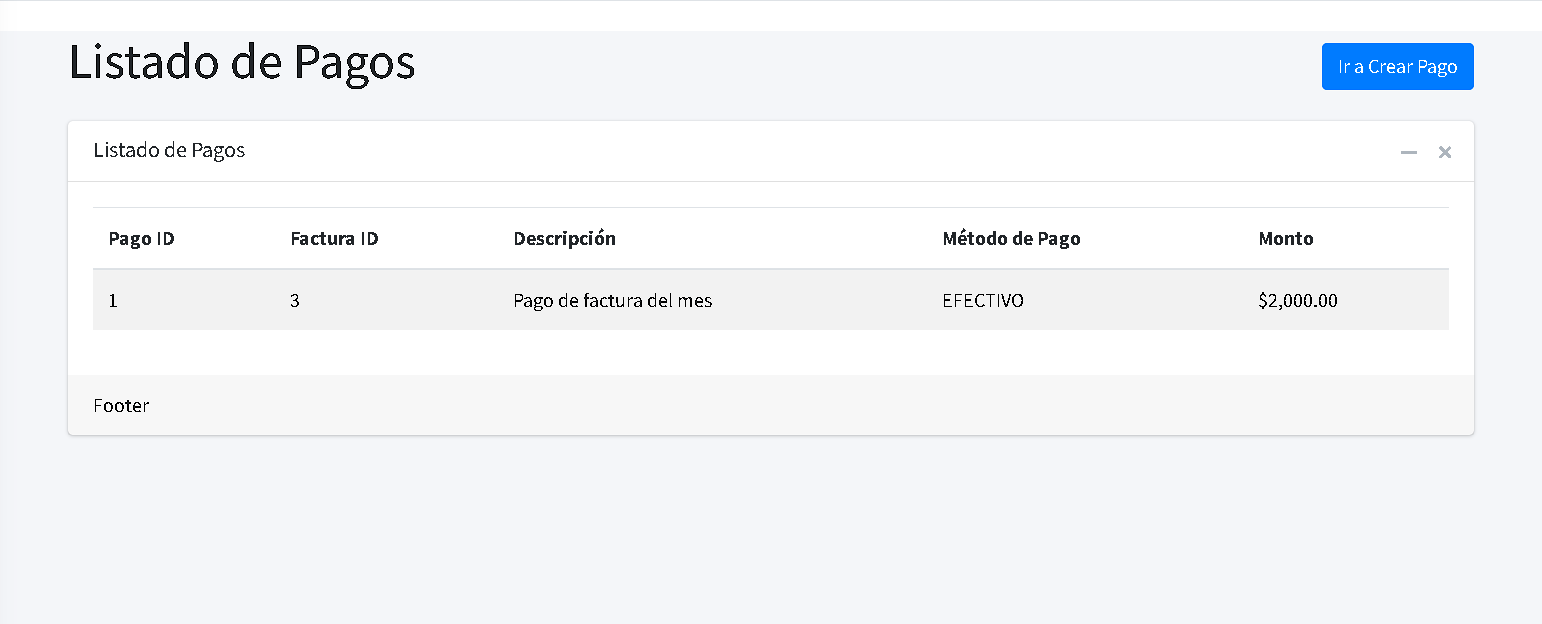 Listado de Pagos
Ir a Crear Pago
Listado de Pagos
Pago ID Factura ID Descripción Método de Pago Monto
1 3 Pago de factura del mes EFECTIVO $2,000.00
Footer